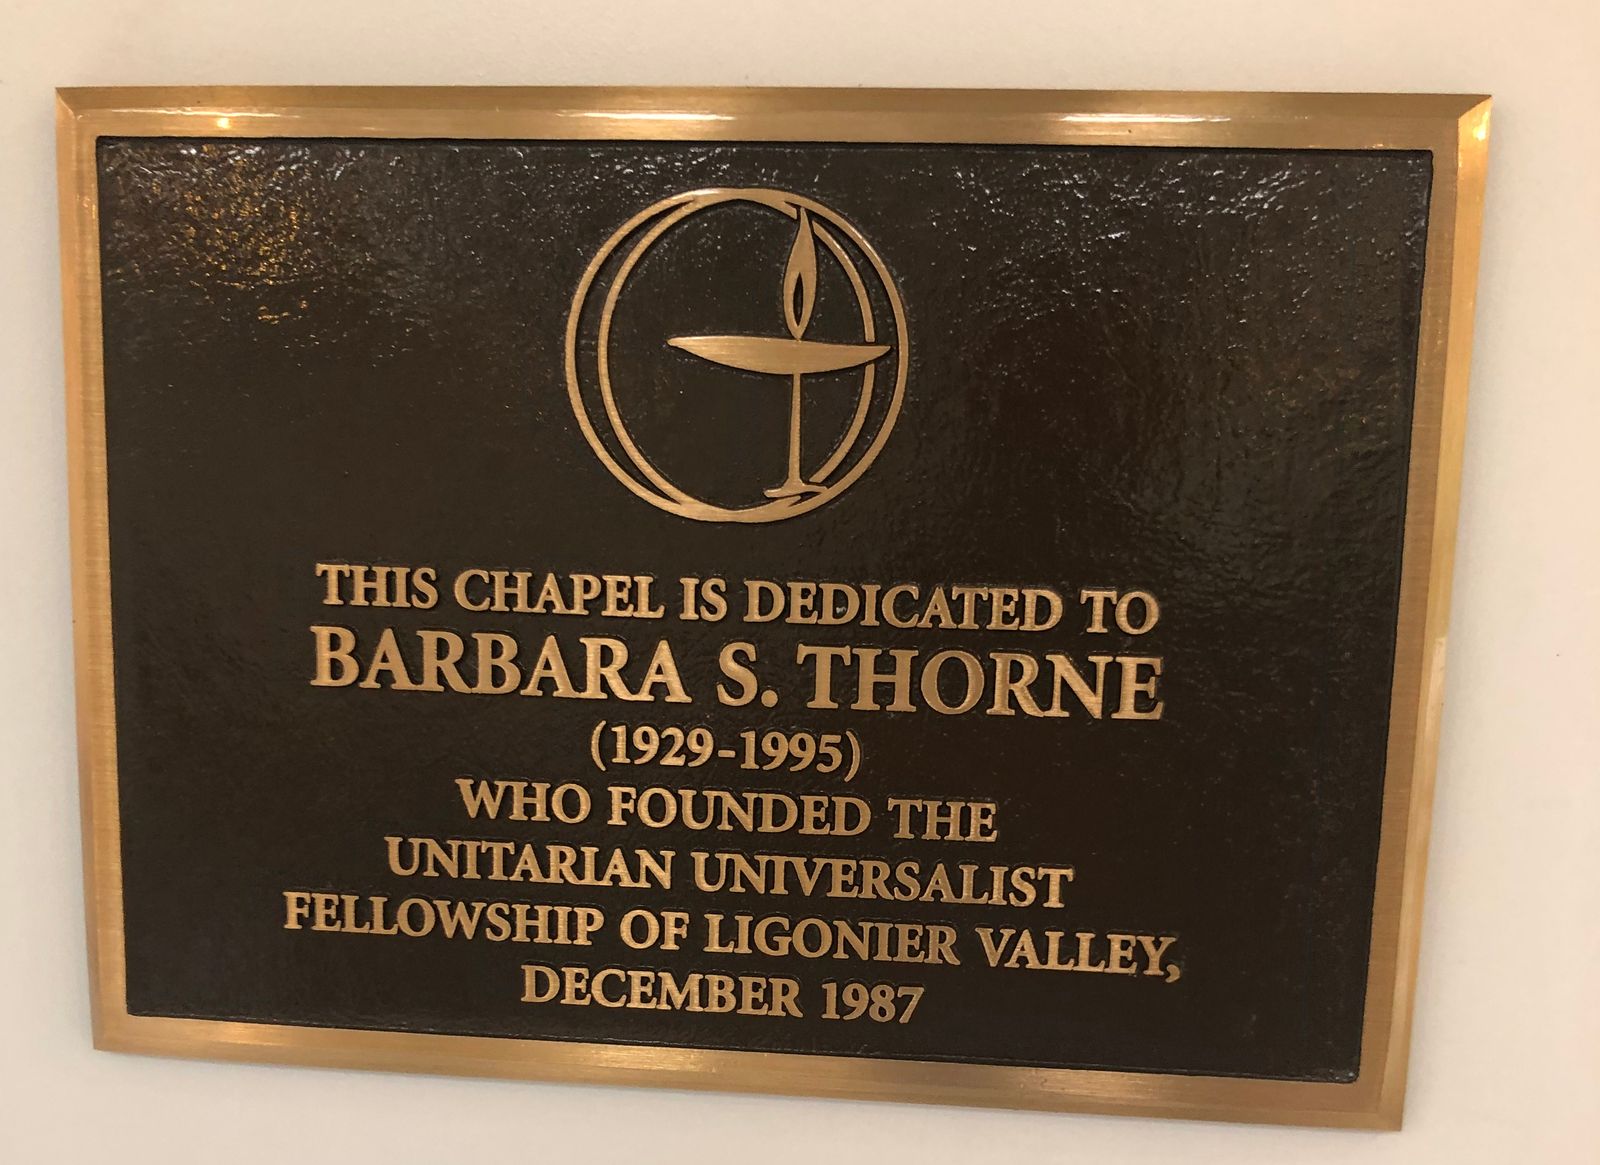 THIS CHAPEL IS DEDICATED TO
BARBARA S. THORNE
(1929-1995)
WHO FOUNDED THE
UNITARIAN UNIVERSALIST
FELLOWSHIP OF LIGONIER VALLEY,
DECEMBER 1987